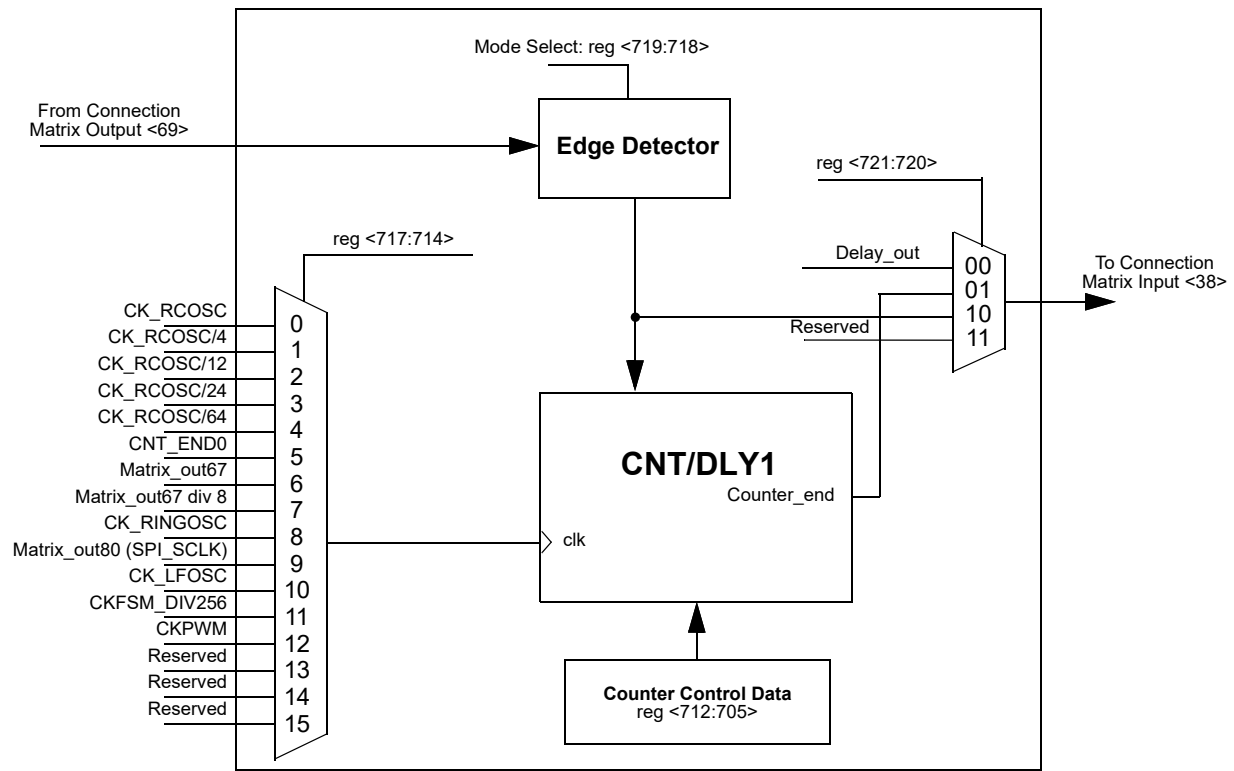 Mode Select: reg <719:718>
From Connection
Matrix Output <69>
Edge Detector
reg <721:720>
reg <717:714>
Delay_out
00
01
10
11
Reserved
To Connection
Matrix Input <38>
CK_RCOSC
0
CK_RCOSC/4
1
CK_RCOSC/12
2
CK_RCOSC/24
3
CK_RCOSC/64
4
CNT_END0
5
Matrix_out67
6
Matrix_out67 div 8
7
CK_RINGOSC
8
Matrix_out80 (SPI_SCLK)
9
CK_LFOSC
10
CKFSM_DIV256
11
CKPWM
12
Reserved
13
Reserved
14
Reserved
15
CNT/DLY1
Counter_end
clk
Counter Control Data
reg <712:705>